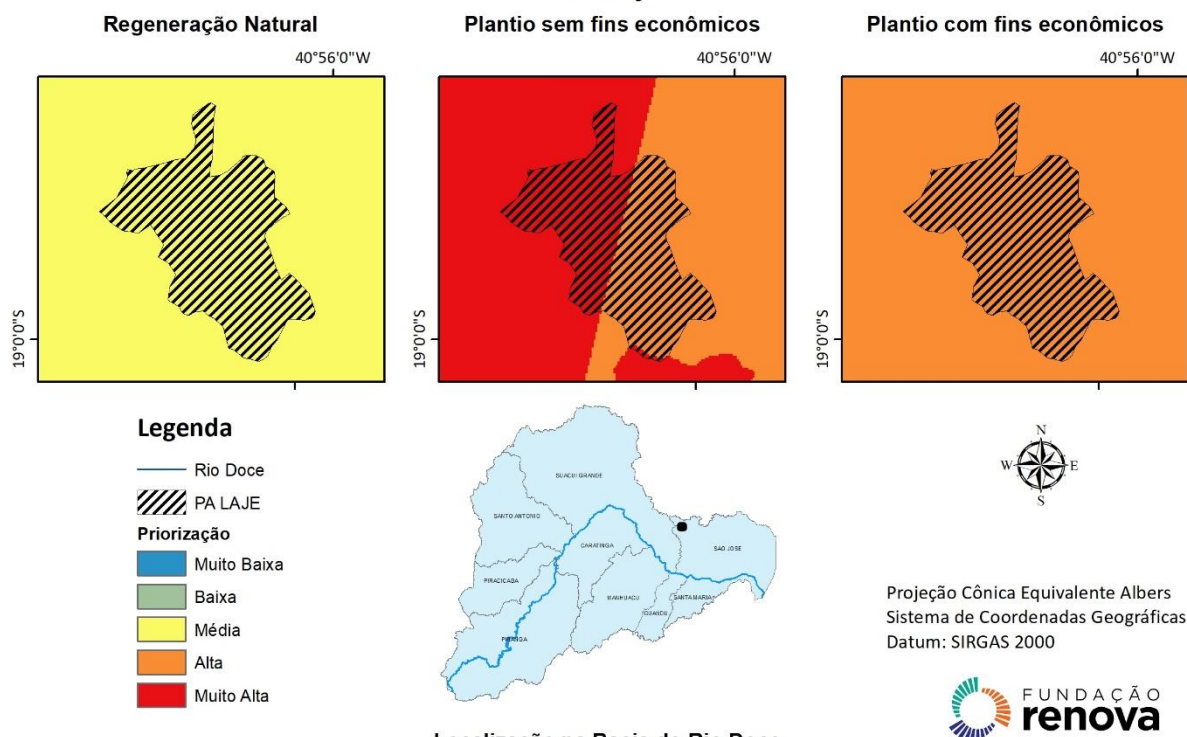 Regeneração Natural
Plantio sem fins econômicos
Plantio com fins econômicos
40°56'0"W
40°56'0"W
40°56'0"W
19°0'0"S
19°0'0"S
19°0'0"S
Legenda
Rio Doce
PA LAJE
Priorização
Muito Baixa
Baixa
Média
Alta
Muito Alta
SUACUI GRANDE
SANTO ANTONIO
CARATINGA
SAO JOSE
PIRACICABA
MANHUACU
GUANDU
SANTA MARIA
PIRANGA
N
W
E
S
Projeção Cônica Equivalente Albers
Sistema de Coordenadas Geográficas
Datum: SIRGAS 2000
FUNDAÇÃO
renova